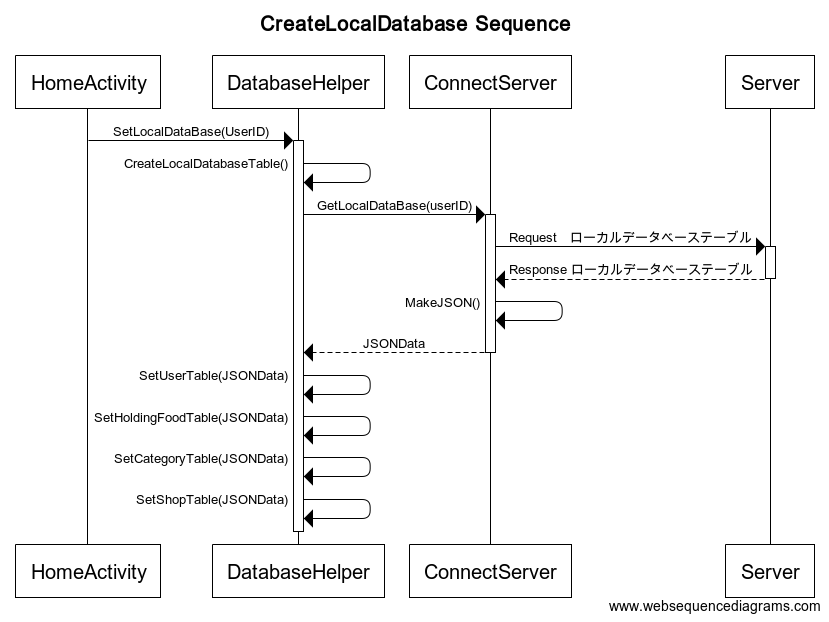 CreateLocalDatabase Sequence
HomeActivity
DatabaseHelper
ConnectServer
Server
SetLocalDataBase(UserID)
CreateLocalDatabaseTable()
GetLocalDataBase(userID)
Request　ローカルデータベーステーブル
Response ローカルデータベーステーブル
MakeJSON()
JSONData
SetUserTable(JSONData)
SetHoldingFoodTable(JSONData)
SetCategoryTable(JSONData)
SetShopTable(JSONData)
HomeActivity
DatabaseHelper
ConnectServer
Server
www.websequencediagrams.com